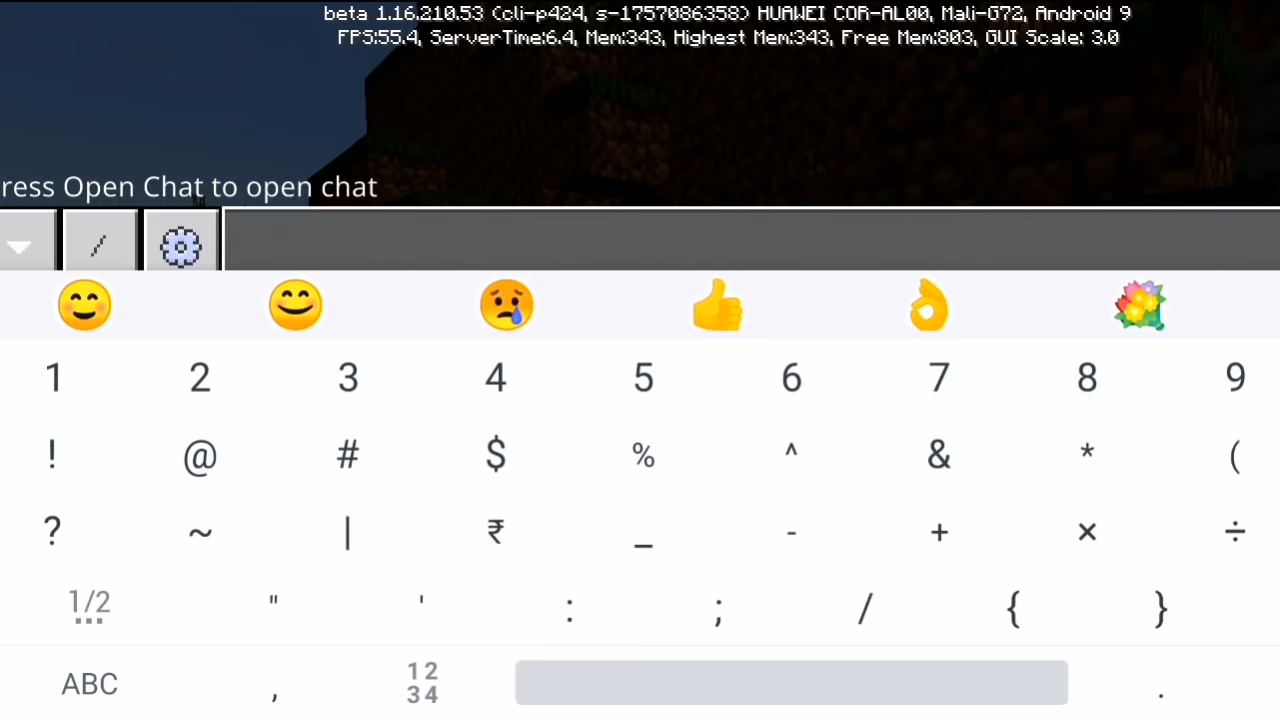 beta 1.16.210.53 (cli-p424, s-1757086358) HUAWEI COR-AL00, Mali-G72, Android 9
FPS:55.4, ServerTime:6.4, Mem:343, Highest Mem:343, Free Mem:803, GUI Scale: 3.0
ress Open Chat to open chat
/
1 2 3 4 5 6 7 8 9
! @ # $ % ^ & * (
? ~ | ₹ _ - + × ÷
1/2 " ' : ; / { }
ABC , 12 34 .